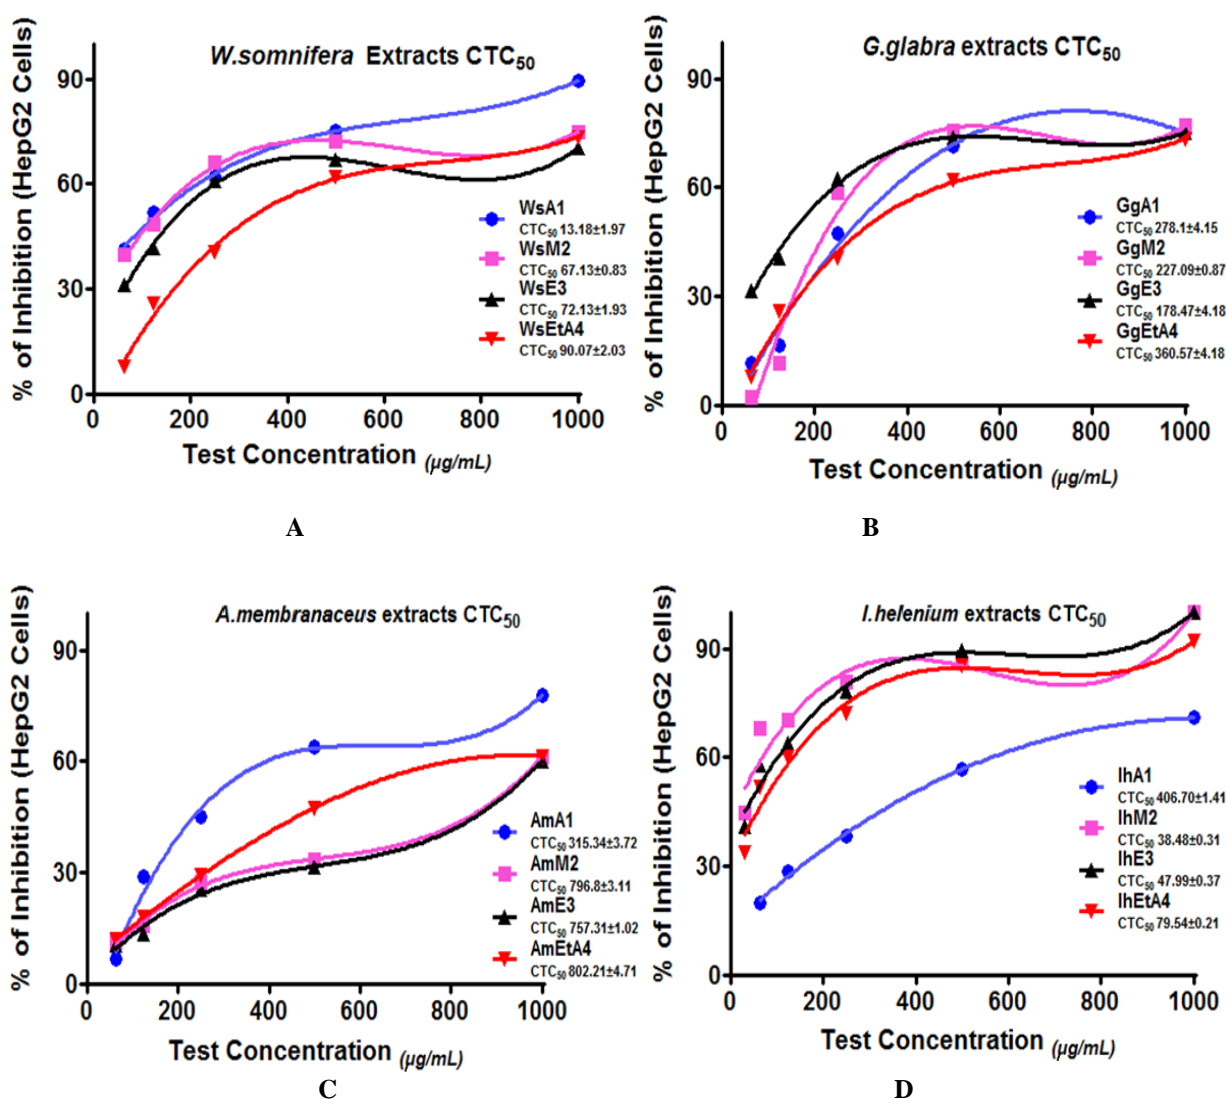 W.somnifera Extracts CTC50
% of Inhibition (HepG2 Cells)
90
60
30
0
0 200 400 600 800 1000
Test Concentration (µg/mL)
WsA1
CTC50 13.18±1.97
WsM2
CTC50 67.13±0.83
WsE3
CTC50 72.13±1.93
WsEtA4
CTC50 90.07±2.03
A
G.glabra extracts CTC50
% of Inhibition (HepG2 Cells)
90
60
30
0
0 200 400 600 800 1000
Test Concentration (µg/mL)
GgA1
CTC50 278.1±4.15
GgM2
CTC50 227.09±0.87
GgE3
CTC50 178.47±4.18
GgEtA4
CTC50 360.57±4.18
B
A.membranaceus extracts CTC50
% of Inhibition (HepG2 Cells)
90
60
30
0
0 200 400 600 800 1000
Test Concentration (µg/mL)
AmA1
CTC50 315.34±3.72
AmM2
CTC50 796.8±3.11
AmE3
CTC50 757.31±1.02
AmEtA4
CTC50 802.21±4.71
C
I.helenium extracts CTC50
% of Inhibition (HepG2 Cells)
90
60
30
0
0 200 400 600 800 1000
Test Concentration (µg/mL)
IhA1
CTC50 406.70±1.41
IhM2
CTC50 38.48±0.31
IhE3
CTC50 47.99±0.37
IhEtA4
CTC50 79.54±0.21
D